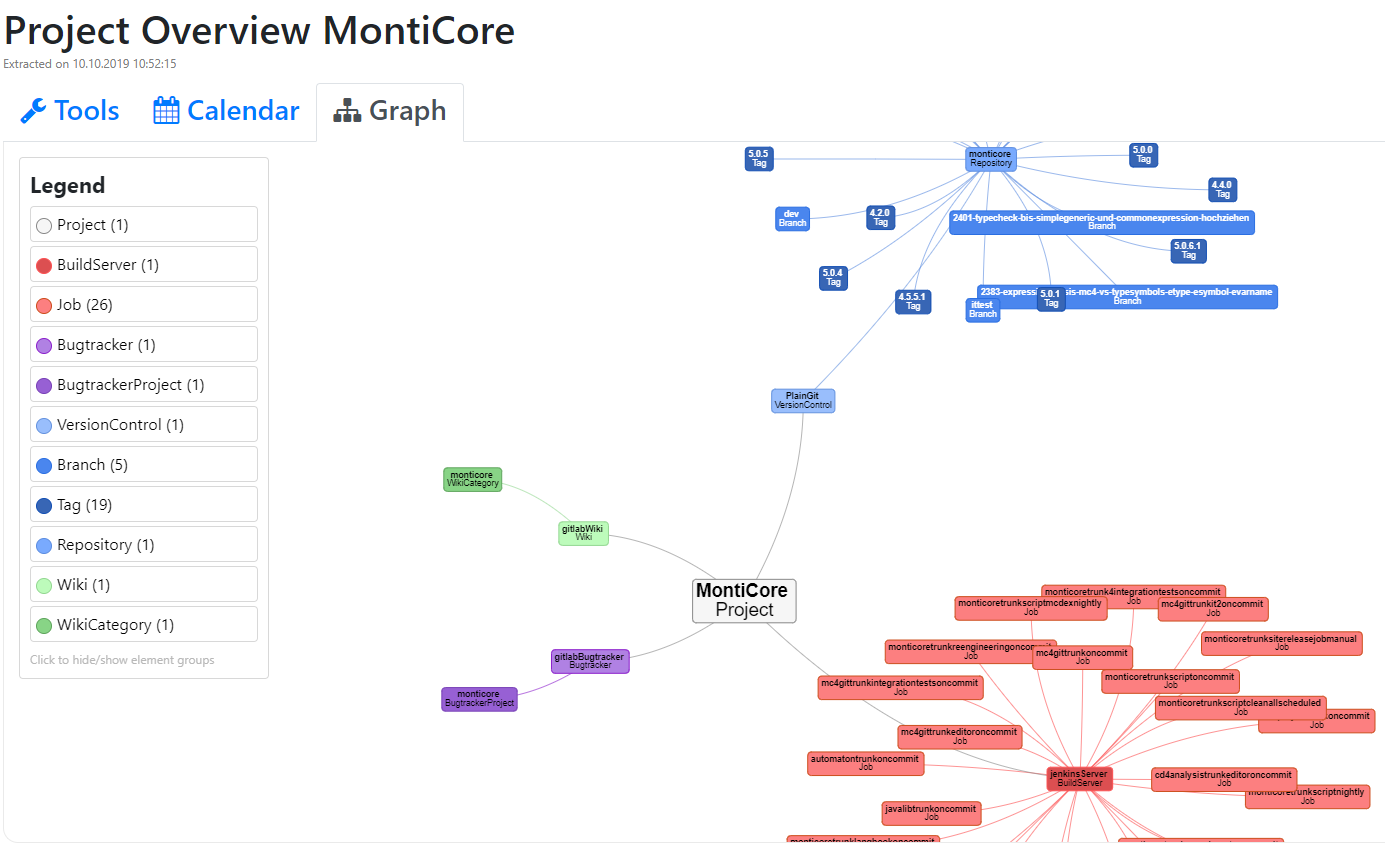 Project Overview MontiCore
Extracted on 10.10.2019 10:52:15
Tools
Calendar
Graph
Legend
Project (1)
BuildServer (1)
Job (26)
Bugtracker (1)
BugtrackerProject (1)
VersionControl (1)
Branch (5)
Tag (19)
Repository (1)
Wiki (1)
WikiCategory (1)
Click to hide/show element groups
5.0.5
Tag
monticore
Repository
5.0.0
Tag
4.4.0
Tag
dev
Branch
4.2.0
Tag
2401-typecheck-bis-simplegeneric-und-commonexpression-hochziehen
Branch
5.0.6.1
Tag
5.0.4
Tag
4.5.5.1
Tag
2383-express
sis-mc4-vs-typesymbols-etype-esymbol-evarname
Branch
5.0.1
Tag
ittest
Branch
PlainGit
VersionControl
monticore
WikiCategory
gitlabWiki
Wiki
MontiCore
Project
gitlabBugtracker
Bugtracker
monticore
BugtrackerProject
monticoretrunk4integrationtestsoncommit
Job
monticoretrunkscriptmcdexnightly
Job
mc4gittrunkit2oncommit
Job
monticoretrunksitereleasejobmanual
Job
monticoretrunkreengineeringoncom
Job
mc4gittrunkoncommit
Job
monticoretrunkscriptoncommit
Job
mc4gittrunkintegrationtestsoncommit
Job
monticoretrunkscriptcleanallscheduled
Job
oncommit
Job
mc4gittrunkeditoroncommit
Job
automatontrunkoncommit
Job
jenkinsServer
BuildServer
cd4analysistrunkeditoroncommit
Job
monticoretrunkscriptnightly
Job
javalibtrunkoncommit
Job